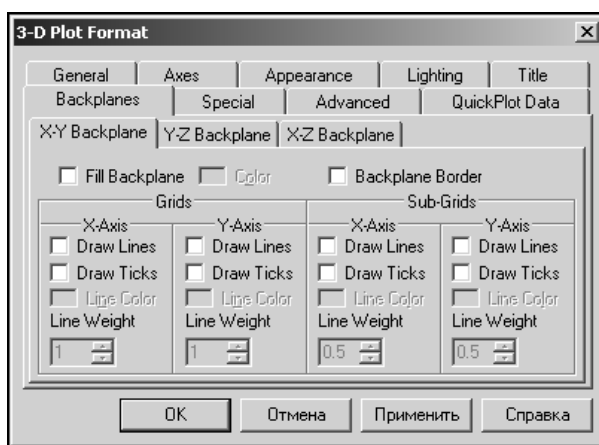 3-D Plot Format
General Axes Appearance Lighting Title
Backplanes Special Advanced QuickPlot Data
X-Y Backplane Y-Z Backplane X-Z Backplane
Fill Backplane Color Backplane Border
Grids Sub-Grids
X-Axis Y-Axis X-Axis Y-Axis
Draw Lines Draw Lines Draw Lines Draw Lines
Draw Ticks Draw Ticks Draw Ticks Draw Ticks
Line Color Line Color Line Color Line Color
Line Weight Line Weight Line Weight Line Weight
1 1 0.5 0.5
OK Отмена Применить Справка